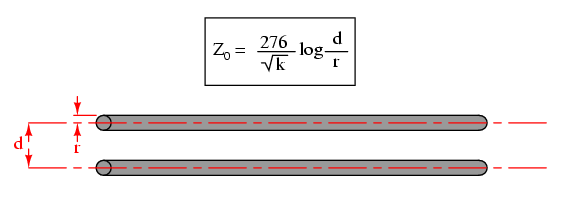 Z0 = 276/√k log d/r
d
r